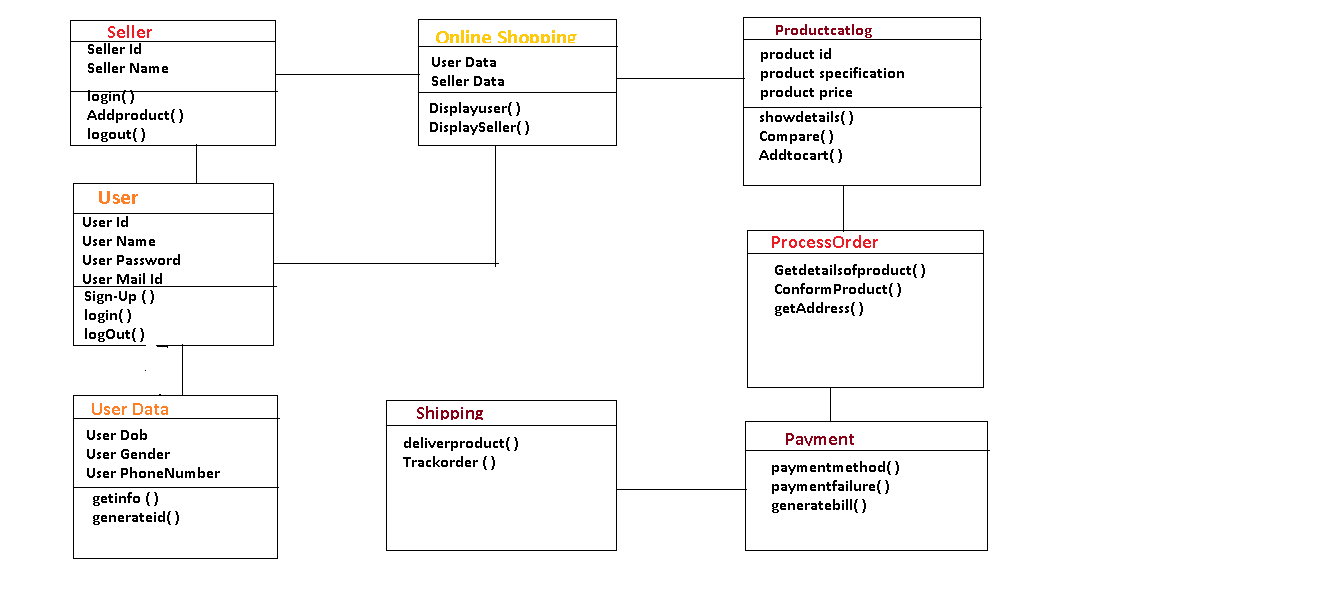 Seller
Seller Id
Seller Name
login( )
Addproduct( )
logout( )
Online Shopping
User Data
Seller Data
Displayuser( )
DisplaySeller( )
Productcatlog
product id
product specification
product price
showdetails( )
Compare( )
Addtocart( )
User
User Id
User Name
User Password
User Mail Id
Sign-Up ( )
login( )
logOut( )
ProcessOrder
Getdetailsofproduct( )
ConformProduct( )
getAddress( )
User Data
User Dob
User Gender
User PhoneNumber
getinfo ( )
generateid( )
Shipping
deliverproduct( )
Trackorder ( )
Payment
paymentmethod( )
paymentfailure( )
generatebill( )